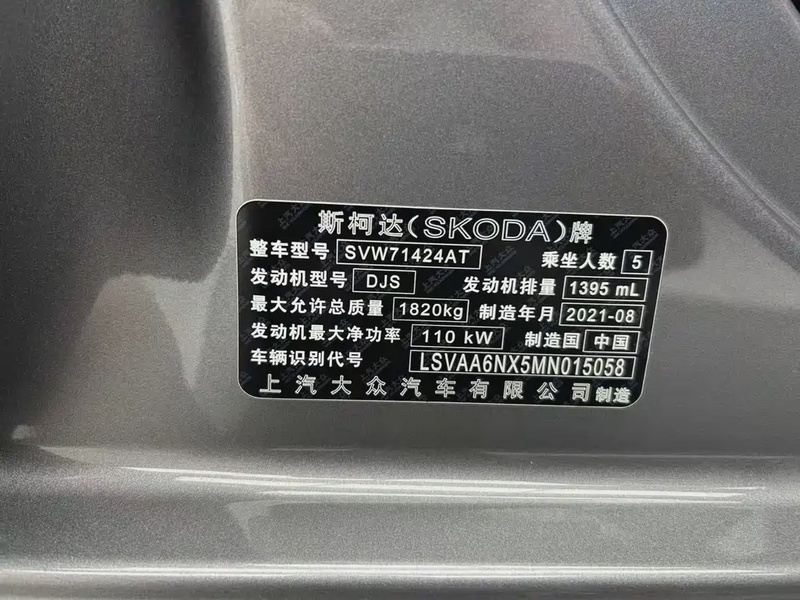 斯柯达(SKODA)牌
整车型号 SVW71424AT 乘坐人数 5
发动机型号 DJS 发动机排量 1395 mL
最大允许总质量 1820kg 制造年月 2021-08
发动机最大净功率 110 kW 制造国 中国
车辆识别代号 LSVAA6NX5MN015058
上汽大众汽车有限公司制造